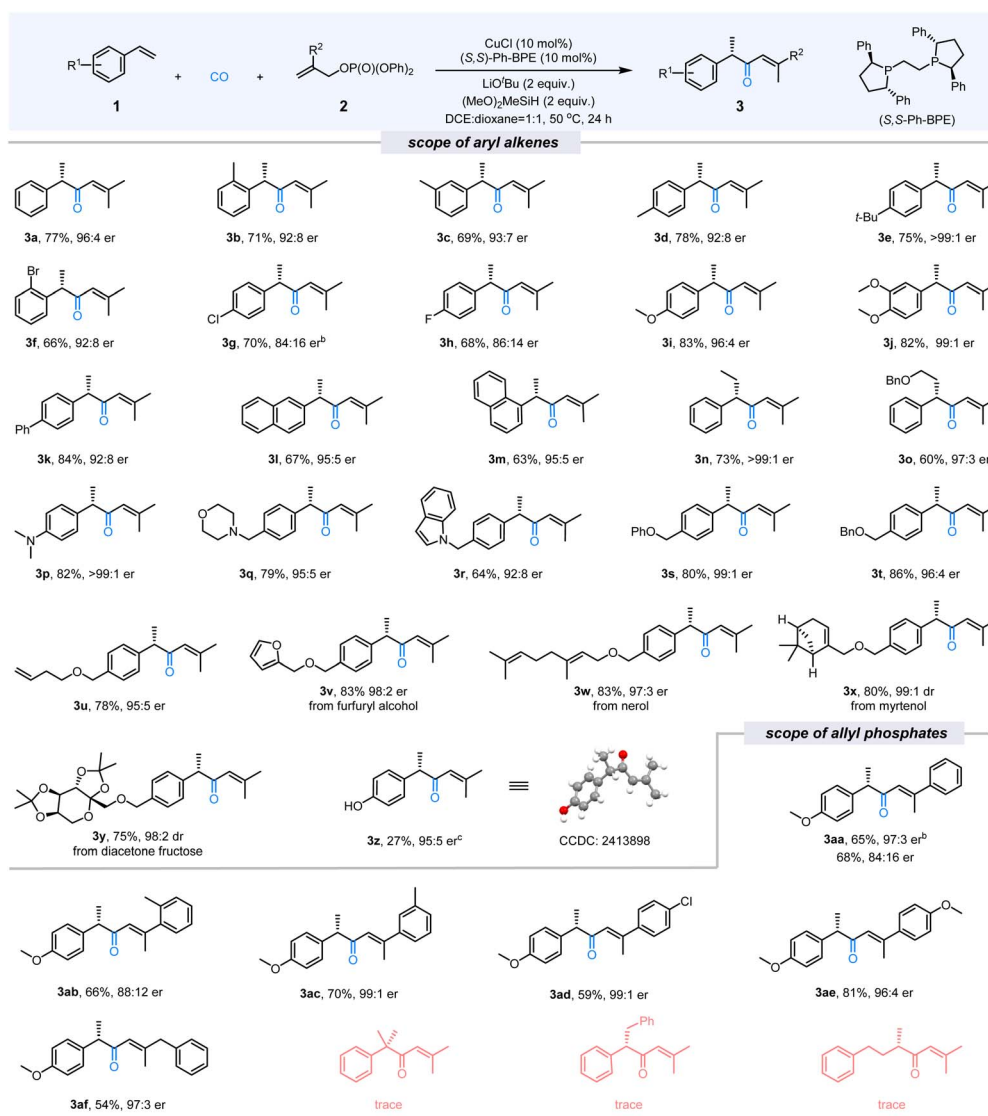 R¹
1
+
CO
+
R²
OP(O)(OPh)₂
2
CuCl (10 mol%)
(S,S)-Ph-BPE (10 mol%)
LiOᵗBu (2 equiv.)
(MeO)₂MeSiH (2 equiv.)
DCE:dioxane=1:1, 50 °C, 24 h
R¹
O
R²
3
Ph
Ph
P
P
Ph
Ph
(S,S-Ph-BPE)
scope of aryl alkenes
O
O
O
O
t-Bu
O
3a, 77%, 96:4 er
3b, 71%, 92:8 er
3c, 69%, 93:7 er
3d, 78%, 92:8 er
3e, 75%, >99:1 er
Br
O
Cl
O
F
O
O
O
O
O
O
3f, 66%, 92:8 er
3g, 70%, 84:16 erᵇ
3h, 68%, 86:14 er
3i, 83%, 96:4 er
3j, 82%, 99:1 er
Ph
O
O
O
O
BnO
O
3k, 84%, 92:8 er
3l, 67%, 95:5 er
3m, 63%, 95:5 er
3n, 73%, >99:1 er
3o, 60%, 97:3 er
N
O
O
N
O
N
O
PhO
O
BnO
O
3p, 82%, >99:1 er
3q, 79%, 95:5 er
3r, 64%, 92:8 er
3s, 80%, 99:1 er
3t, 86%, 96:4 er
O
O
O
O
O
O
O
H
H
O
O
3u, 78%, 95:5 er
3v, 83% 98:2 er
from furfuryl alcohol
3w, 83%, 97:3 er
from nerol
3x, 80%, 99:1 dr
from myrtenol
scope of allyl phosphates
O
O
O
O
O
O
O
3y, 75%, 98:2 dr
from diacetone fructose
HO
O
3z, 27%, 95:5 erᶜ
≡
CCDC: 2413898
O
O
3aa, 65%, 97:3 erᵇ
68%, 84:16 er
O
O
O
O
Cl
O
O
O
O
O
3ab, 66%, 88:12 er
3ac, 70%, 99:1 er
3ad, 59%, 99:1 er
3ae, 81%, 96:4 er
O
O
O
Ph
O
O
3af, 54%, 97:3 er
trace
trace
trace